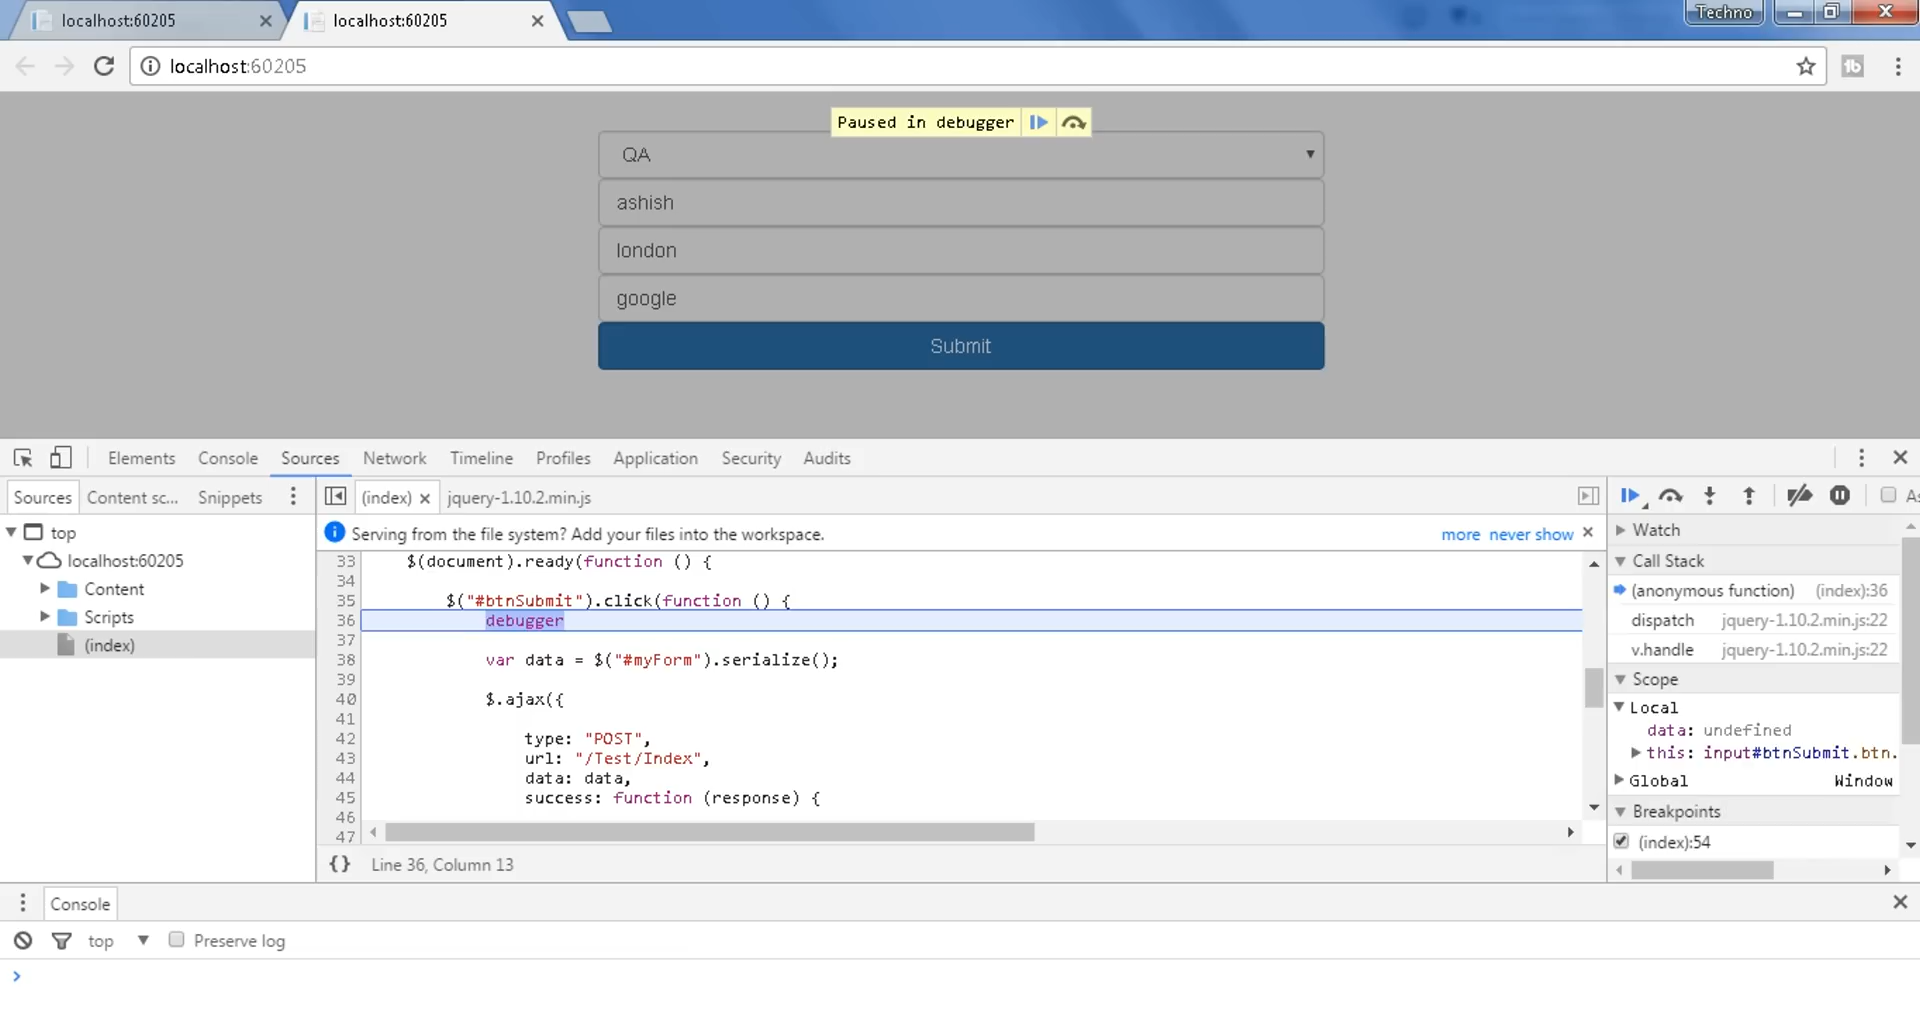 localhost:60205
localhost:60205
Techno
localhost:60205
Paused in debugger
QA
ashish
london
google
Submit
Elements Console Sources Network Timeline Profiles Application Security Audits
Sources Content sc... Snippets
(index) jquery-1.10.2.min.js
top
localhost:60205
Content
Scripts
(index)
Serving from the file system? Add your files into the workspace. more never show
33 $(document).ready(function () {
34
35 $("#btnSubmit").click(function () {
36 debugger
37
38 var data = $("#myForm").serialize();
39
40 $.ajax({
41
42 type: "POST",
43 url: "/Test/Index",
44 data: data,
45 success: function (response) {
46
47
{} Line 36, Column 13
As
Watch
Call Stack
(anonymous function) (index):36
dispatch jquery-1.10.2.min.js:22
v.handle jquery-1.10.2.min.js:22
Scope
Local
data: undefined
this: input#btnSubmit.btn.
Global Window
Breakpoints
(index):54
Console
top Preserve log